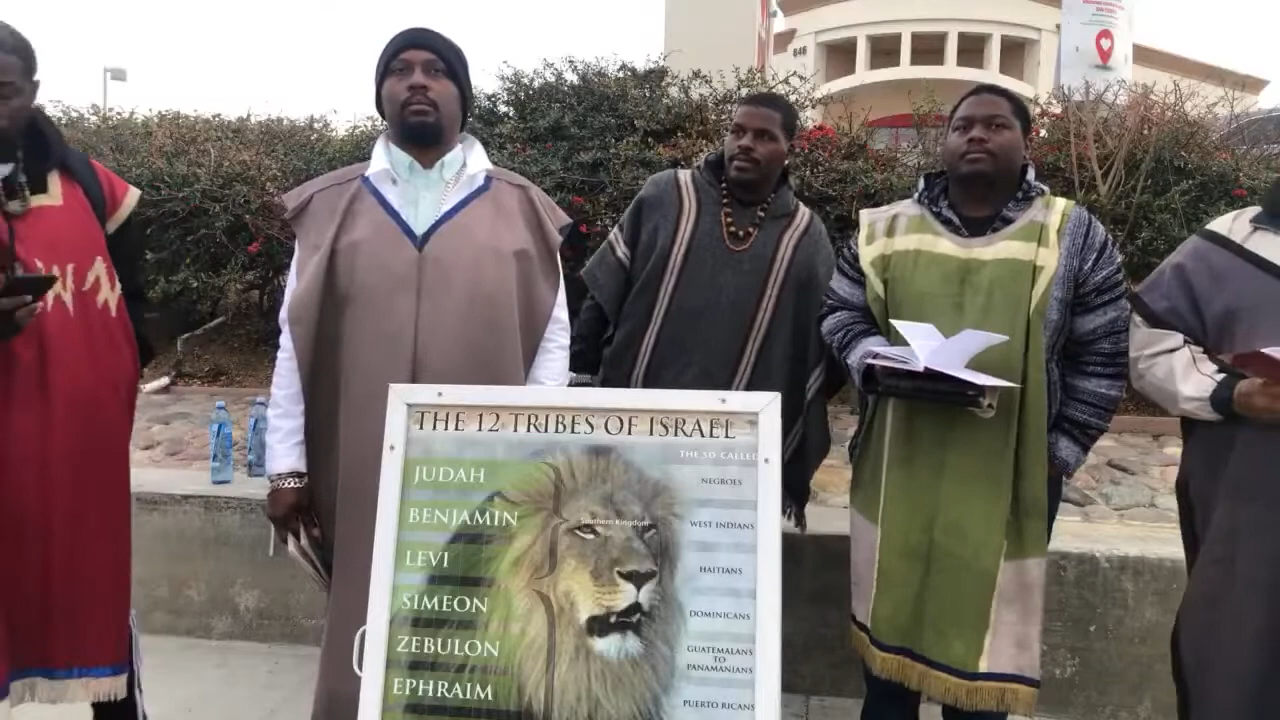 846
THE 12 TRIBES OF ISRAEL
THE SO CALLED
JUDAH
NEGROES
BENJAMIN
Southern Kingdom
WEST INDIANS
LEVI
HAITIANS
SIMEON
DOMINICANS
ZEBULON
GUATEMALANS
TO
PANAMANIANS
EPHRAIM
PUERTO RICANS